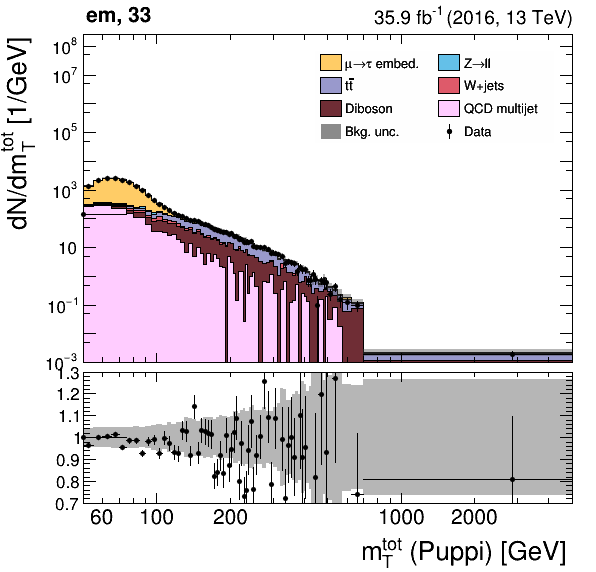 em, 33
35.9 fb⁻¹ (2016, 13 TeV)
dN/dm_T^tot [1/GeV]
10⁸
10⁷
10⁵
10³
10
10⁻¹
10⁻³
μ→τ embed.
Z→ll
tt̄
W+jets
Diboson
QCD multijet
Bkg. unc.
Data
1.3
1.2
1.1
1.0
0.9
0.8
0.7
60 100 200 1000 2000
m_T^tot (Puppi) [GeV]